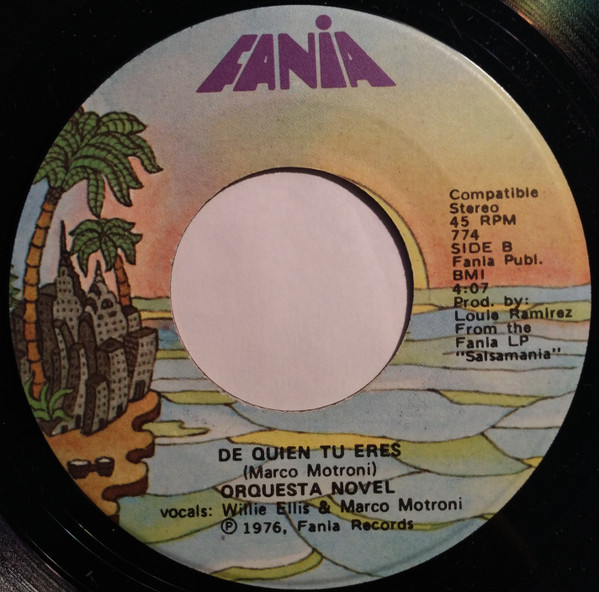 FANIA
Compatible
Stereo
45 RPM
774
SIDE B
Fania Publ.
BMI
4:07
Prod. by:
Louie Ramirez
From the
Fania LP
"Salsamania"
DE QUIEN TU ERES
(Marco Motroni)
ORQUESTA NOVEL
vocals: Willie Ellis & Marco Motroni
℗ 1976, Fania Records